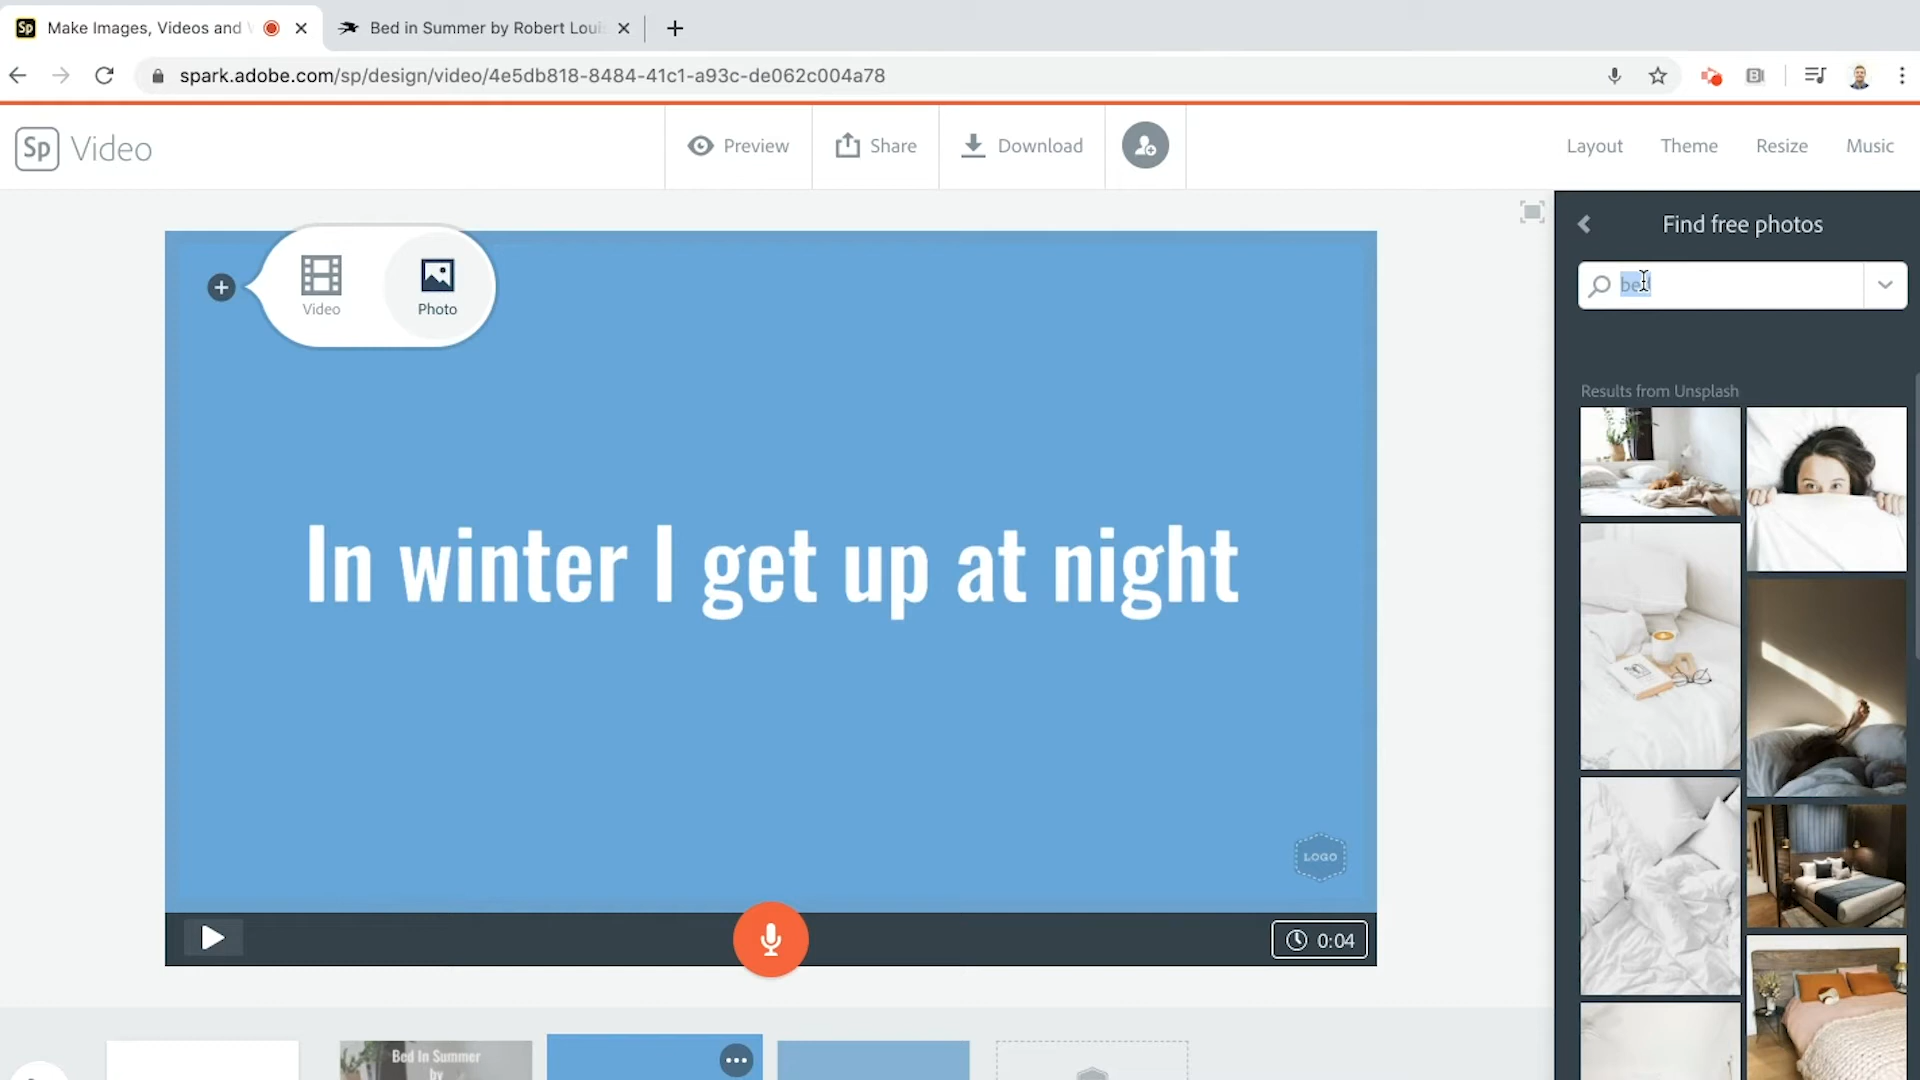 Sp Make Images, Videos and
Bed in Summer by Robert Loui
spark.adobe.com/sp/design/video/4e5db818-8484-41c1-a93c-de062c004a78
Sp Video
Preview
Share
Download
Layout
Theme
Resize
Music
Video
Photo
In winter I get up at night
LOGO
0:04
Find free photos
bed
Results from Unsplash
Bed In Summer
by